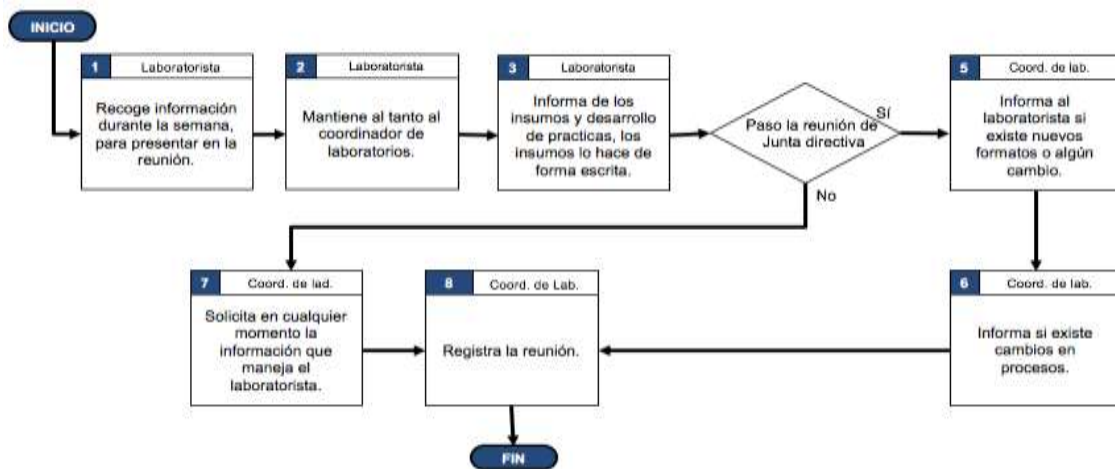 INICIO
1 Laboratorista
Recoge información
durante la semana,
para presentar en la
reunión.
2 Laboratorista
Mantiene al tanto al
coordinador de
laboratorios.
3 Laboratorista
Informa de los
insumos y desarrollo
de practicas, los
insumos lo hace de
forma escrita.
Paso la reunión de
Junta directiva
Sí
No
5 Coord. de lab.
Informa al
laboratorista si
existe nuevos
formatos o algún
cambio.
6 Coord. de lab.
Informa si existe
cambios en
procesos.
7 Coord. de lad.
Solicita en cualquier
momento la
información que
maneja el
laboratorista.
8 Coord. de Lab.
Registra la reunión.
FIN